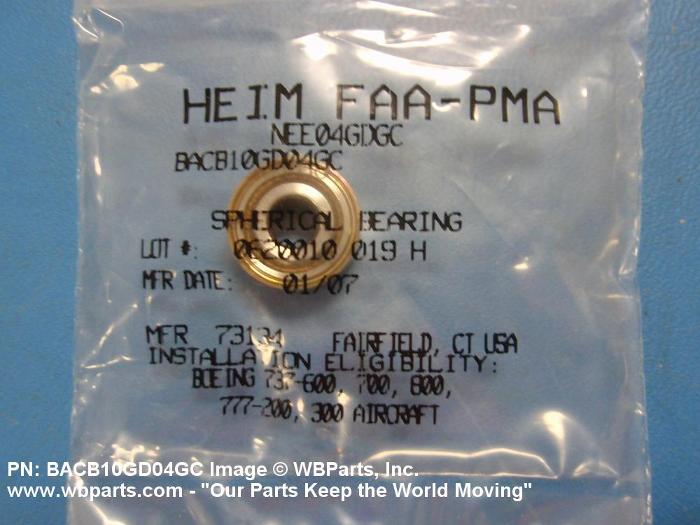 HEIM FAA-PMA
NEE04GDGC
BACB10GD04GC
SPHERICAL BEARING
LOT #: 0620010 019 H
MFR DATE: 01/07
MFR 73134 FAIRFIELD, CT USA
INSTALLATION ELIGIBILITY:
BOEING 737-600, 700, 800,
777-200, 300 AIRCRAFT
PN: BACB10GD04GC Image © WBParts, Inc.
www.wbparts.com - "Our Parts Keep the World Moving"